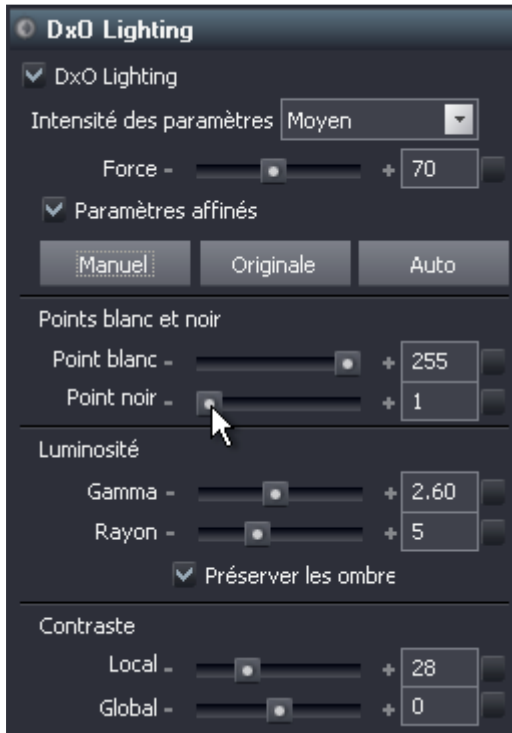 DxO Lighting
DxO Lighting
Intensité des paramètres Moyen
Force - + 70
Paramètres affinés
Manuel Originale Auto
Points blanc et noir
Point blanc - + 255
Point noir - + 1
Luminosité
Gamma - + 2.60
Rayon - + 5
Préserver les ombre
Contraste
Local - + 28
Global - + 0